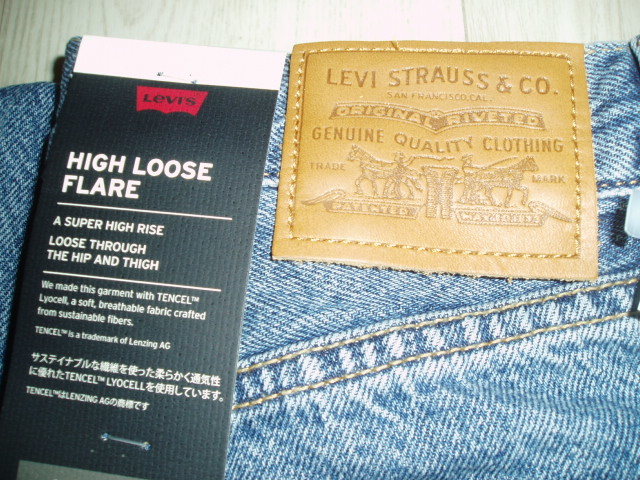 Levi's
HIGH LOOSE
FLARE
A SUPER HIGH RISE
LOOSE THROUGH
THE HIP AND THIGH
We made this garment with TENCEL™
Lyocell, a soft, breathable fabric crafted
from sustainable fibers.
TENCEL™ is a trademark of Lenzing AG
サステイナブルな繊維を使った柔らかく通気性
に優れたTENCEL™ LYOCELLを使用しています。
TENCEL™はLENZING AGの商標です
LEVI STRAUSS & CO.
SAN FRANCISCO, CAL.
ORIGINAL RIVETED
GENUINE QUALITY CLOTHING
TRADE MARK
PATENTED